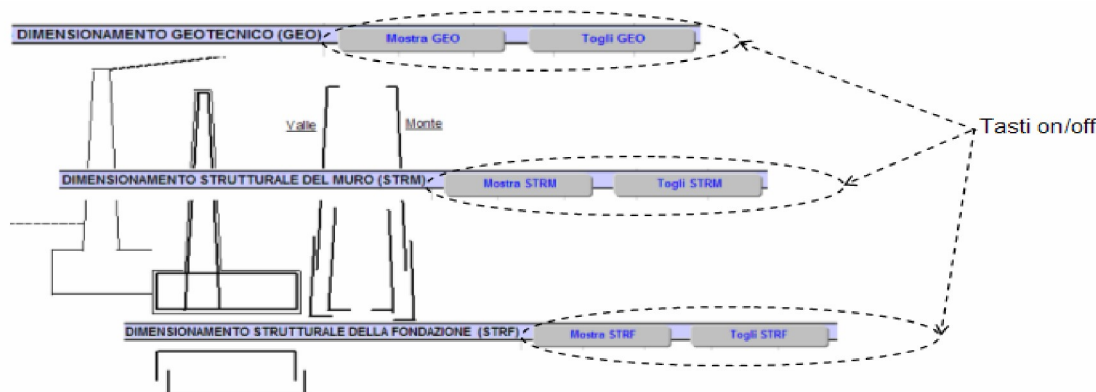 DIMENSIONAMENTO GEOTECNICO (GEO) Mostra GEO Togli GEO
Valle Monte
Tasti on/off
DIMENSIONAMENTO STRUTTURALE DEL MURO (STRM) Mostra STRM Togli STRM
DIMENSIONAMENTO STRUTTURALE DELLA FONDAZIONE (STRF) Mostra STRF Togli STRF